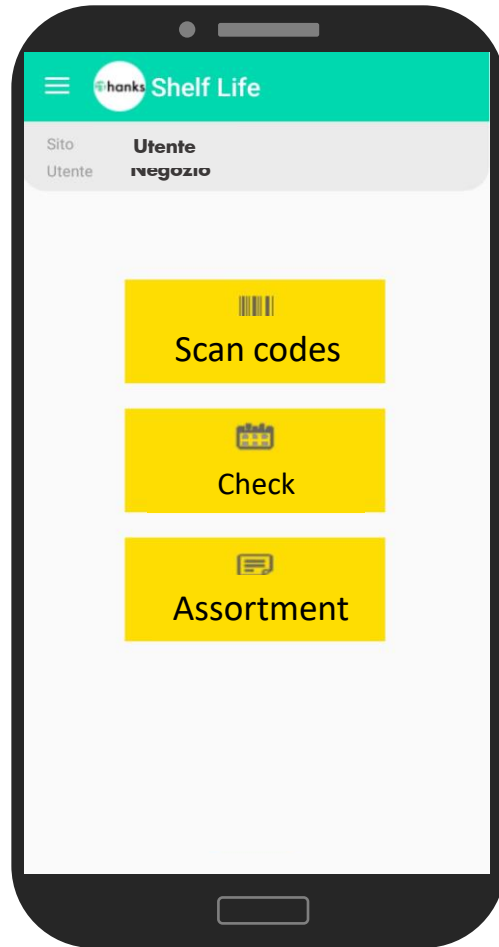 hanks Shelf Life
Sito Utente
Utente Negozio
Scan codes
Check
Assortment